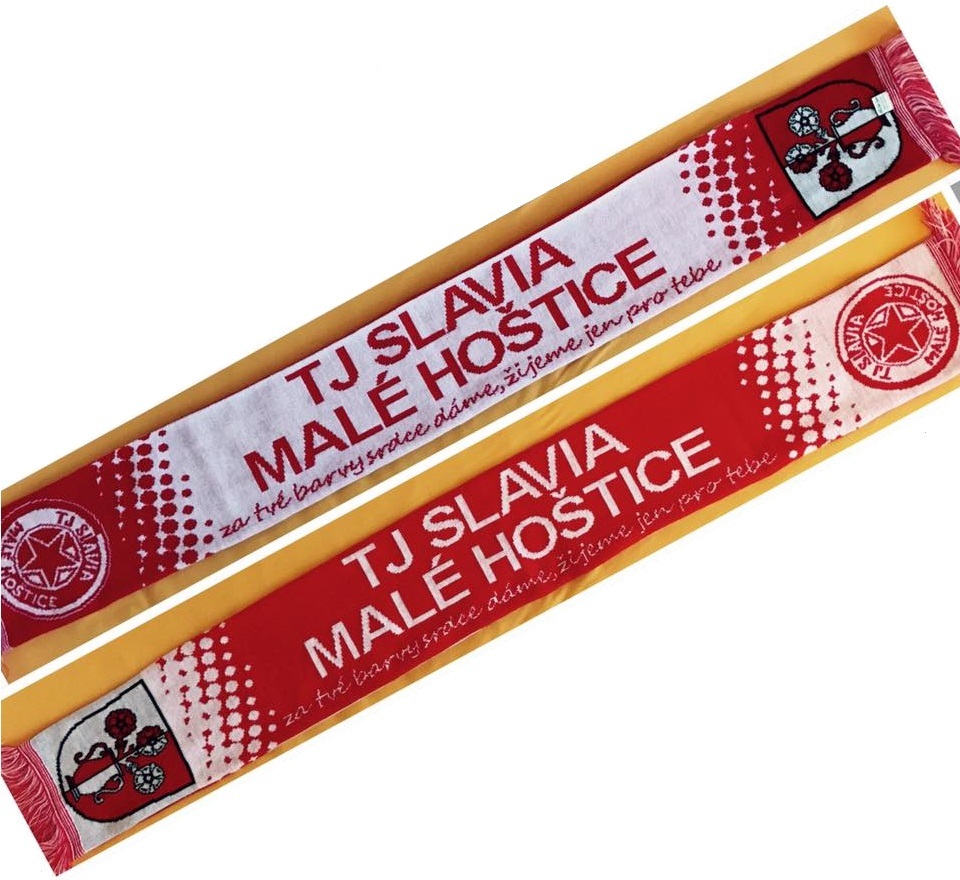 TJ SLAVIA
MALÉ HOŠTICE
za tvé barvy srdce dáme, žijeme jen pro tebe
TJ SLAVIA
HOŠTICE
TJ SLAVIA
MALÉ HOŠTICE
TJ SLAVIA
MALÉ HOŠTICE
za tvé barvy srdce dáme, žijeme jen pro tebe